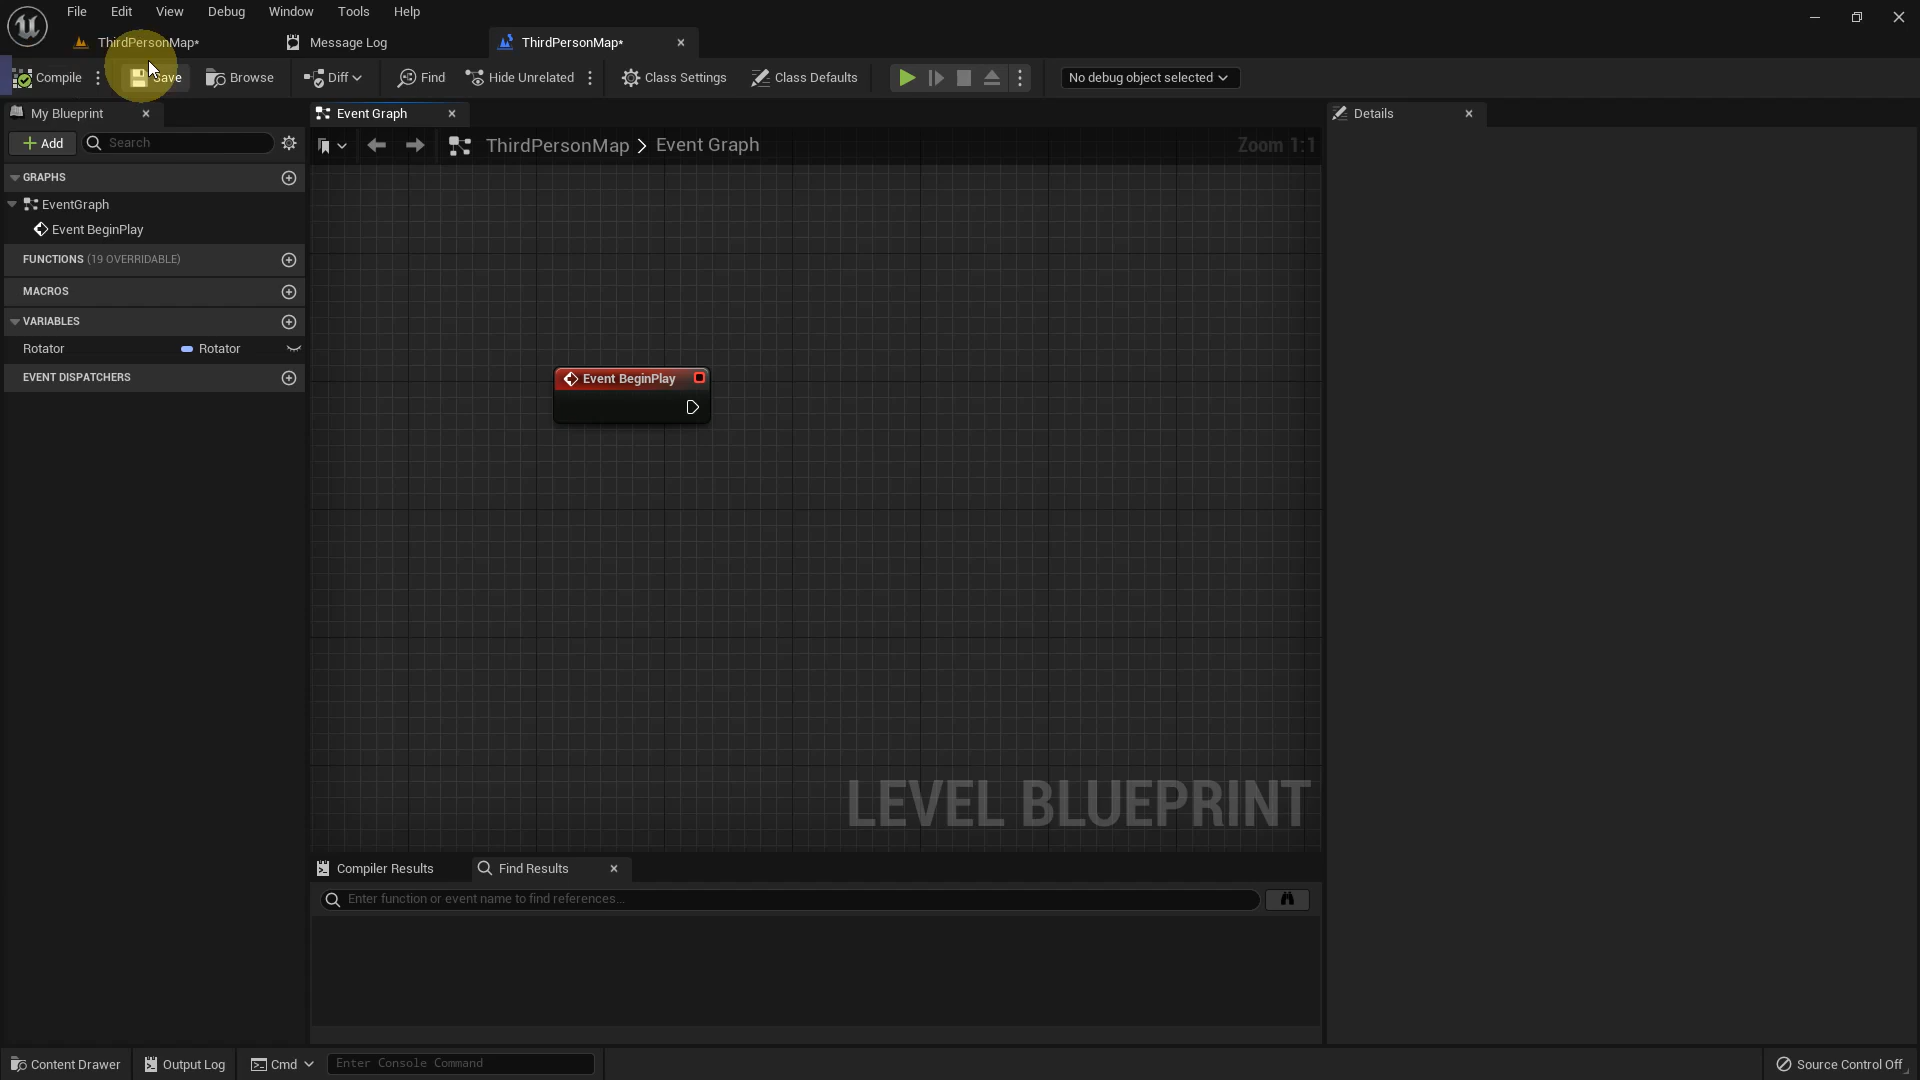 File Edit View Debug Window Tools Help
ThirdPersonMap* Message Log ThirdPersonMap*
Compile Save Browse Diff Find Hide Unrelated Class Settings Class Defaults No debug object selected
My Blueprint Event Graph Details
Add Search ThirdPersonMap > Event Graph Zoom 1:1
GRAPHS
EventGraph
Event BeginPlay
FUNCTIONS (19 OVERRIDABLE)
MACROS
VARIABLES
Rotator Rotator
EVENT DISPATCHERS
Event BeginPlay
LEVEL BLUEPRINT
Compiler Results Find Results
Enter function or event name to find references...
Content Drawer Output Log Cmd Enter Console Command Source Control Off